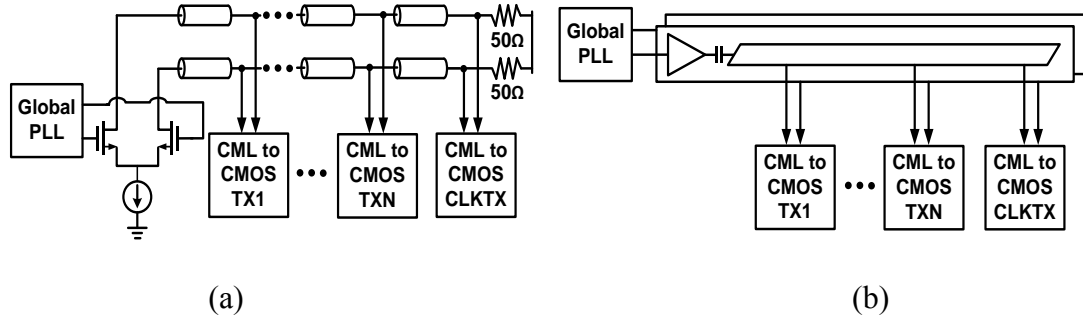 50Ω
50Ω
Global
PLL
CML to
CMOS
TX1
CML to
CMOS
TXN
CML to
CMOS
CLKTX
(a)
Global
PLL
CML to
CMOS
TX1
CML to
CMOS
TXN
CML to
CMOS
CLKTX
(b)